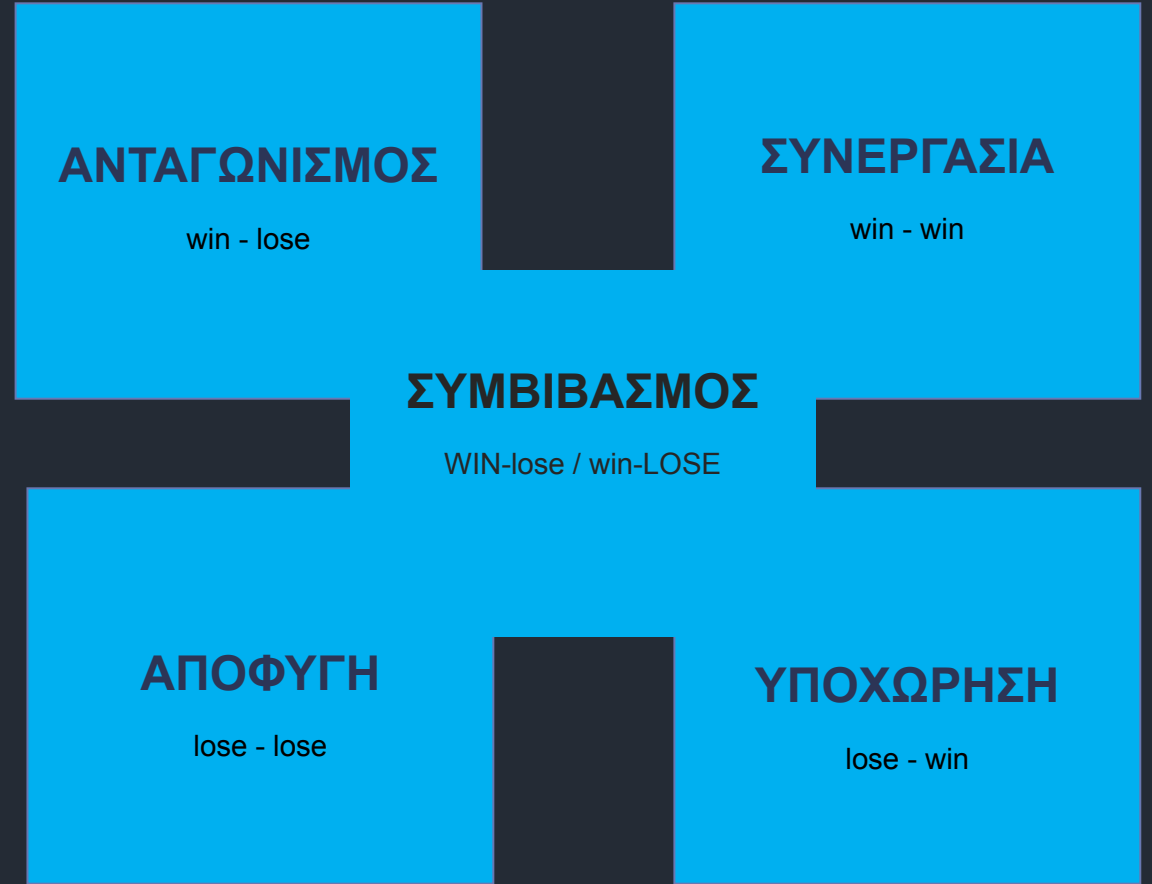 ΑΝΤΑΓΩΝΙΣΜΟΣ
win - lose
ΣΥΝΕΡΓΑΣΙΑ
win - win
ΣΥΜΒΙΒΑΣΜΟΣ
WIN-lose / win-LOSE
ΑΠΟΦΥΓΗ
lose - lose
ΥΠΟΧΩΡΗΣΗ
lose - win